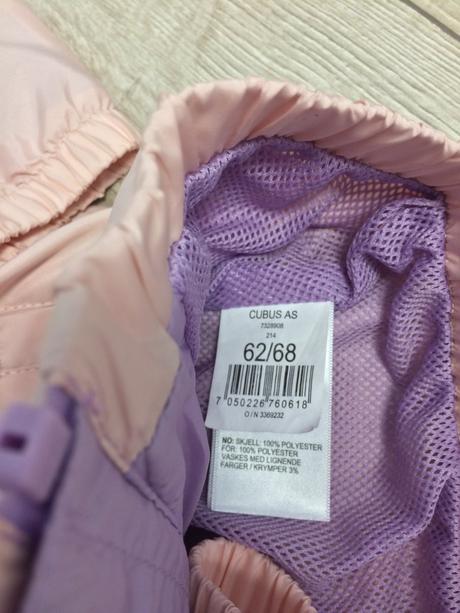 CUBUS AS
7328908
214
62/68
7 050226 760618
O / N 3369232
NO: SKJELL: 100% POLYESTER
FÔR: 100% POLYESTER
VASKES MED LIGNENDE
FARGER / KRYMPER 3%